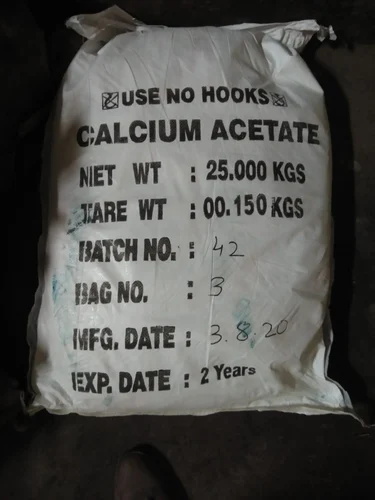 USE NO HOOKS
CALCIUM ACETATE
NET WT : 25.000 KGS
TARE WT : 00.150 KGS
BATCH NO. : 42
BAG NO. : 3
MFG. DATE : 3.8.20
EXP. DATE : 2 Years